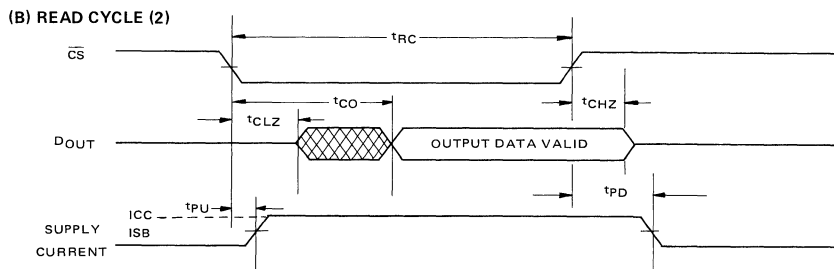 (B) READ CYCLE (2)
tRC
CS
tCO
tCLZ
tCHZ
DOUT
OUTPUT DATA VALID
tPD
tPU
ICC
SUPPLY
ISB
CURRENT